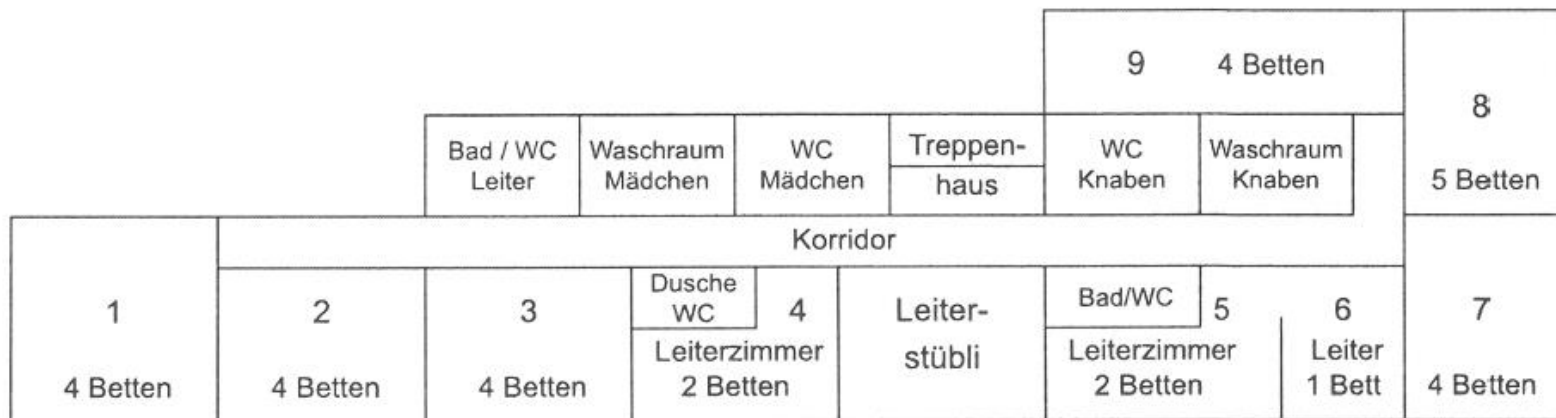 9 4 Betten
8
5 Betten
Bad / WC
Leiter
Waschraum
Mädchen
WC
Mädchen
Treppen-
haus
WC
Knaben
Waschraum
Knaben
Korridor
1
4 Betten
2
4 Betten
3
4 Betten
Dusche
WC
4
Leiterzimmer
2 Betten
Leiter-
stübli
Bad/WC
5
Leiterzimmer
2 Betten
6
Leiter
1 Bett
7
4 Betten